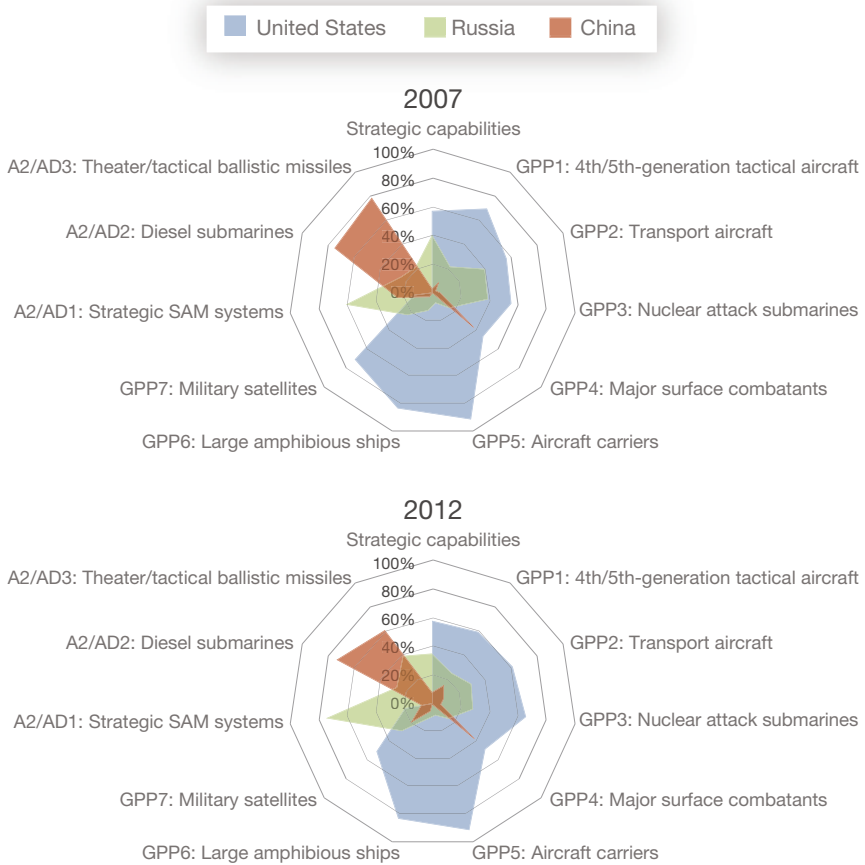 United States Russia China
2007
Strategic capabilities
100%
A2/AD3: Theater/tactical ballistic missiles
GPP1: 4th/5th-generation tactical aircraft
80%
60%
A2/AD2: Diesel submarines
GPP2: Transport aircraft
40%
20%
0%
A2/AD1: Strategic SAM systems
GPP3: Nuclear attack submarines
GPP7: Military satellites
GPP4: Major surface combatants
GPP6: Large amphibious ships
GPP5: Aircraft carriers
2012
Strategic capabilities
100%
A2/AD3: Theater/tactical ballistic missiles
GPP1: 4th/5th-generation tactical aircraft
80%
60%
A2/AD2: Diesel submarines
GPP2: Transport aircraft
40%
20%
0%
A2/AD1: Strategic SAM systems
GPP3: Nuclear attack submarines
GPP7: Military satellites
GPP4: Major surface combatants
GPP6: Large amphibious ships
GPP5: Aircraft carriers